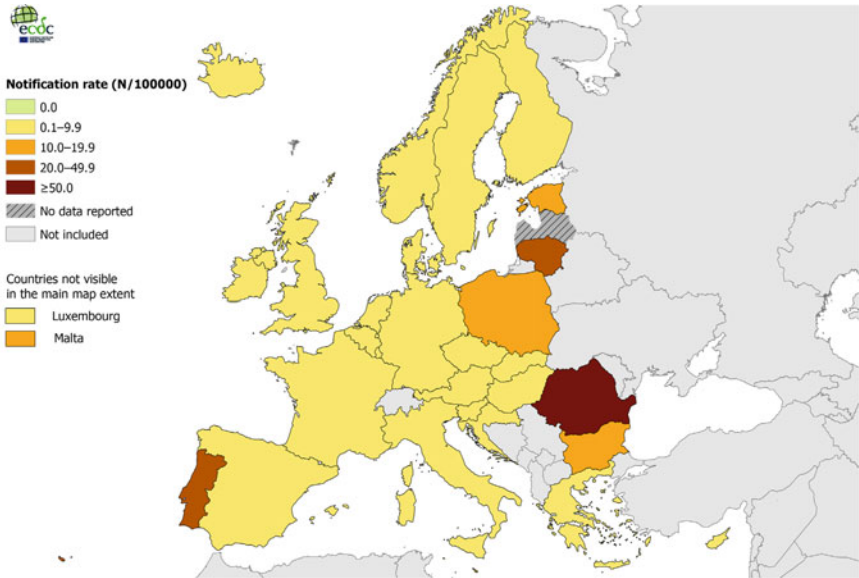 ecdc
Notification rate (N/100000)
0.0
0.1–9.9
10.0–19.9
20.0–49.9
≥50.0
No data reported
Not included
Countries not visible
in the main map extent
Luxembourg
Malta